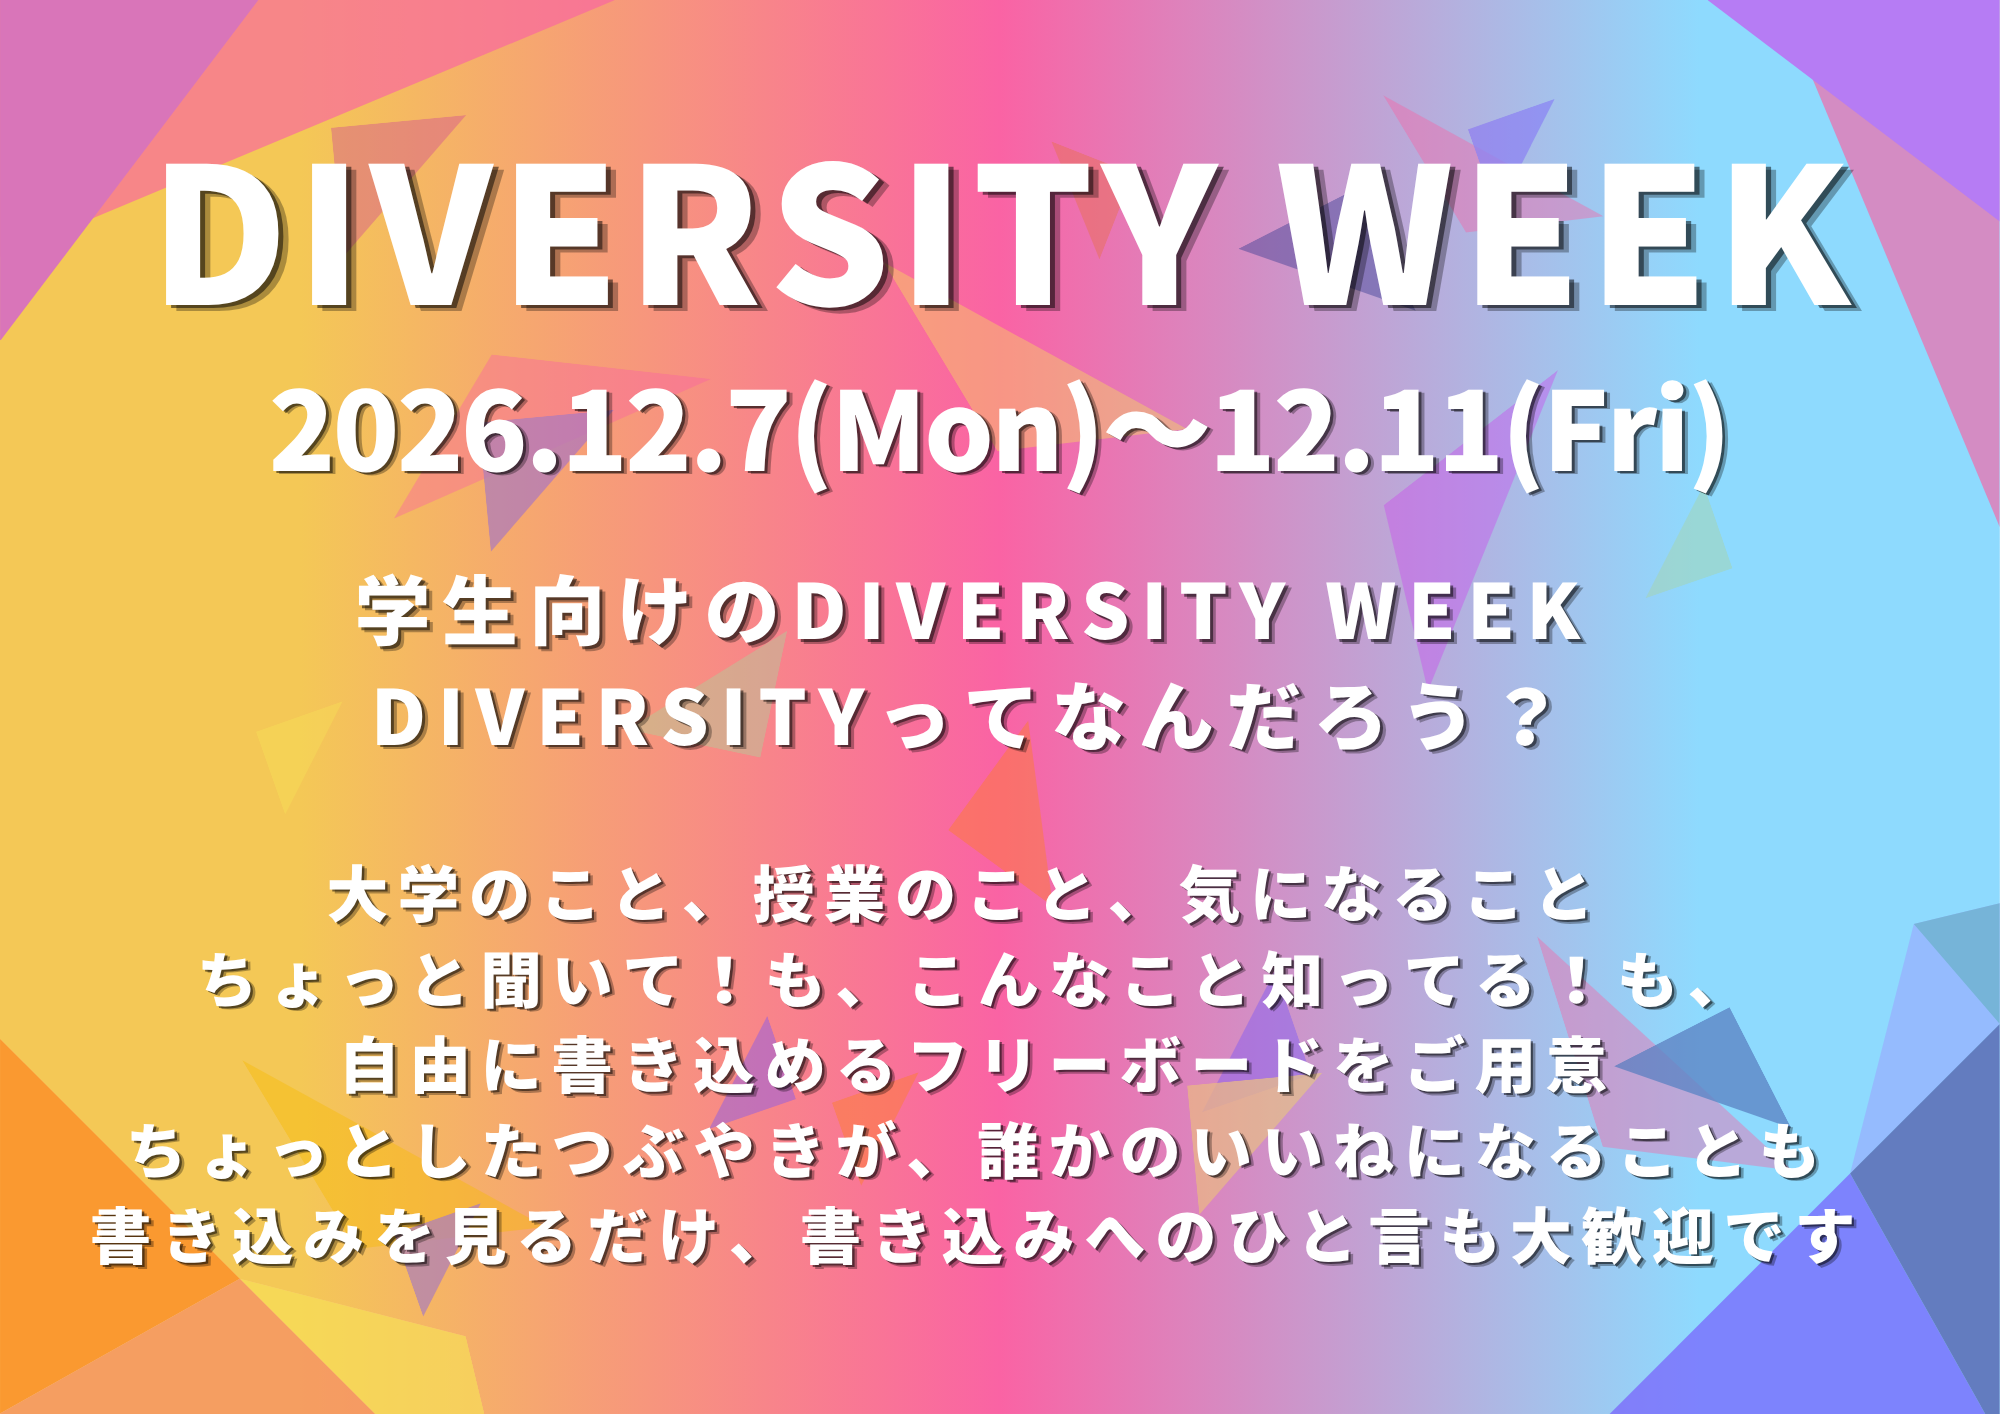 DIVERSITY WEEK
2026.12.7(Mon)～12.11(Fri)
学生向けのDIVERSITY WEEK
DIVERSITYってなんだろう？
大学のこと、授業のこと、気になること
ちょっと聞いて！も、こんなこと知ってる！も、
自由に書き込めるフリーボードをご用意
ちょっとしたつぶやきが、誰かのいいねになることも
書き込みを見るだけ、書き込みへのひと言も大歓迎です